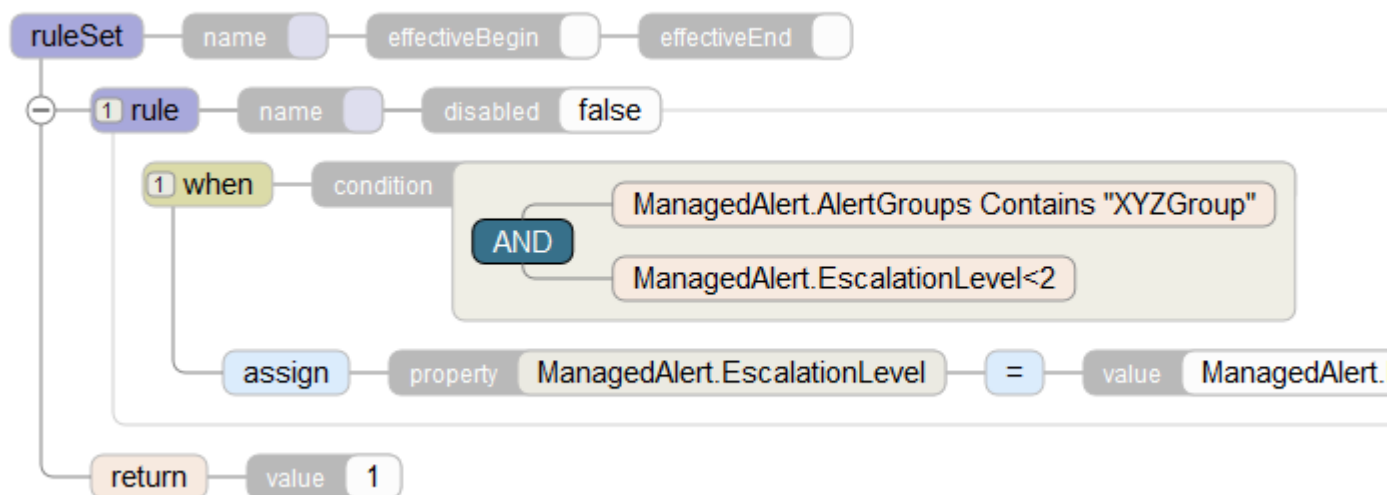 ruleSet name effectiveBegin effectiveEnd
1 rule name disabled false
1 when condition
ManagedAlert.AlertGroups Contains "XYZGroup"
AND
ManagedAlert.EscalationLevel<2
assign property ManagedAlert.EscalationLevel = value ManagedAlert.
return value 1